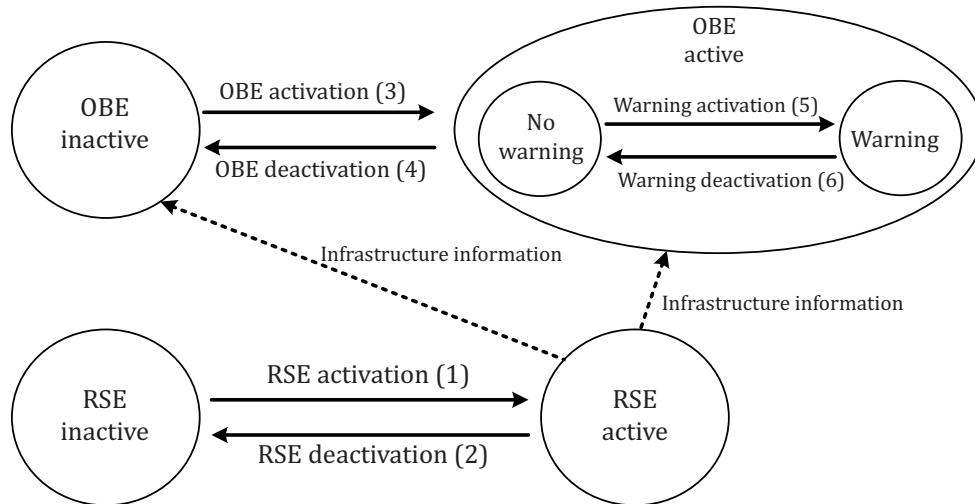 OBE
active
OBE
inactive
OBE activation (3)
OBE deactivation (4)
No
warning
Warning activation (5)
Warning deactivation (6)
Warning
Infrastructure information
Infrastructure information
RSE
inactive
RSE activation (1)
RSE deactivation (2)
RSE
active